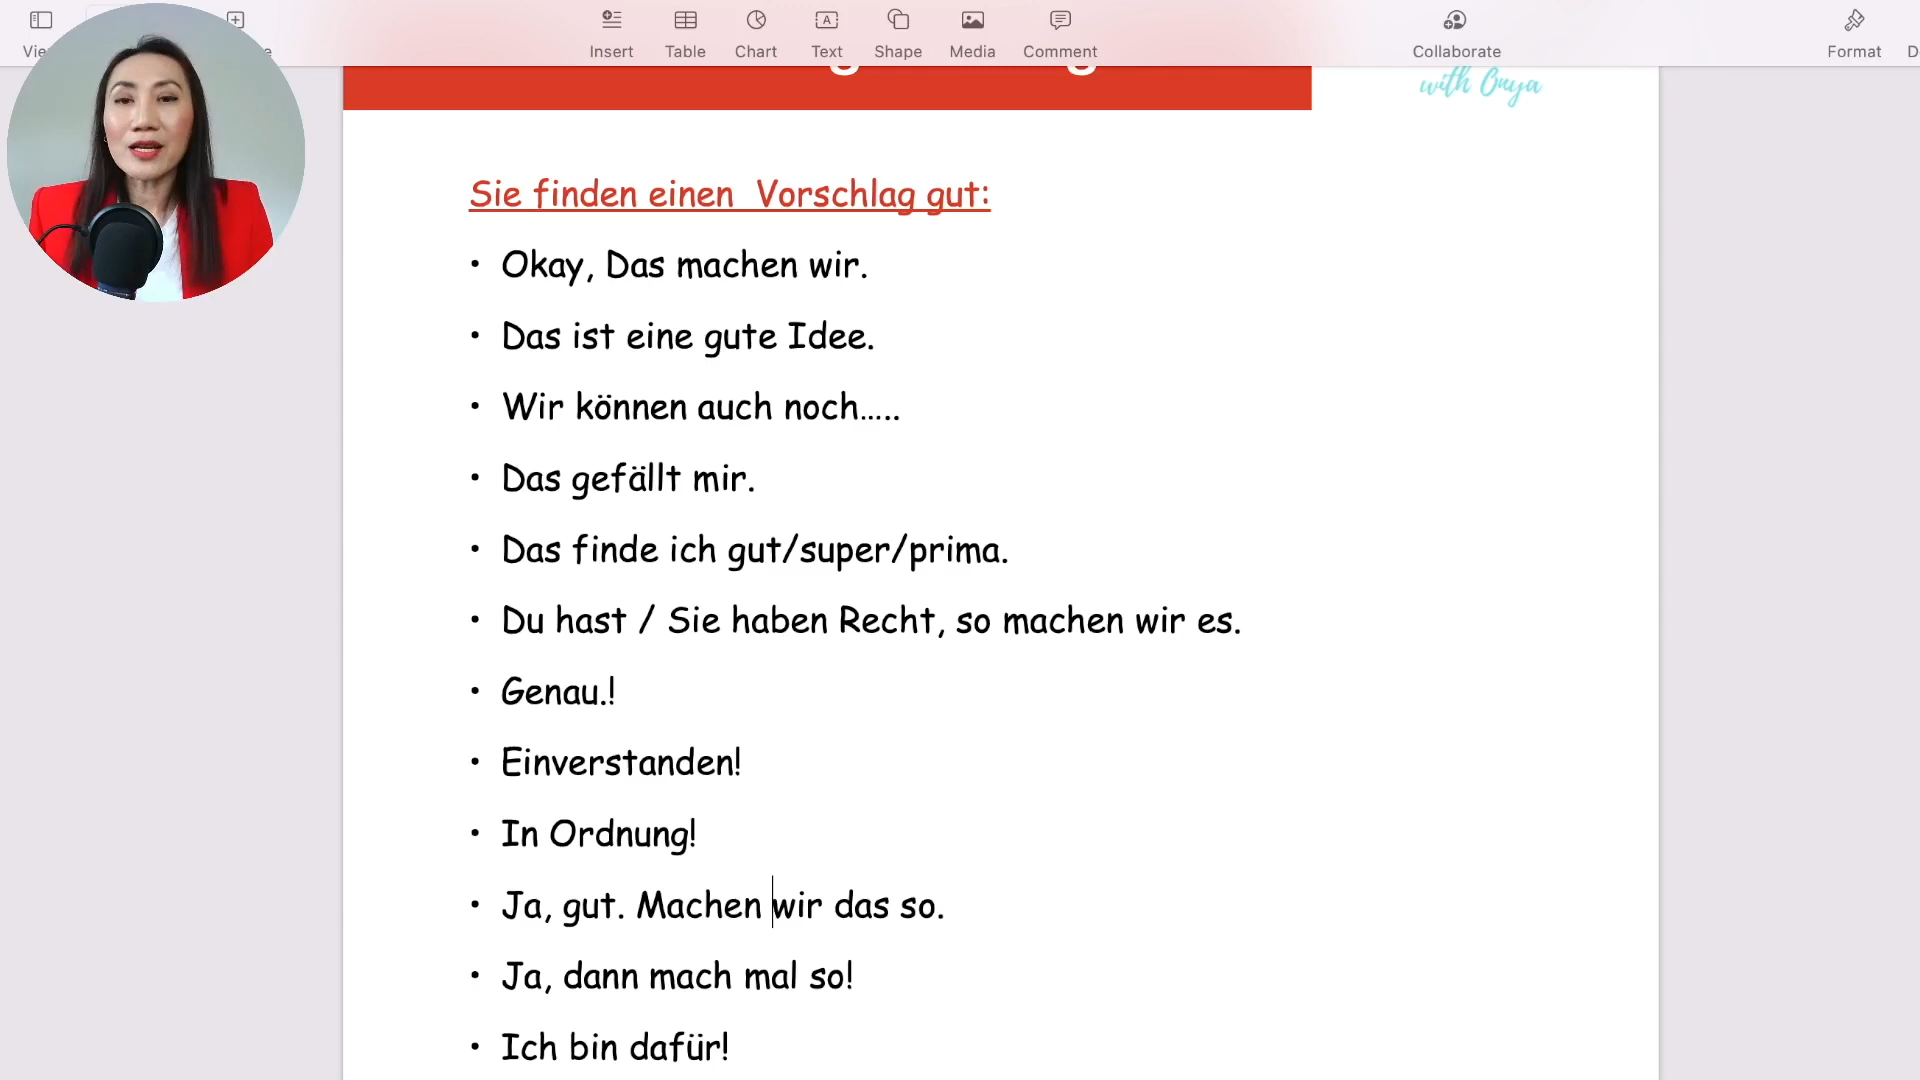 Insert
Table
Chart
Text
Shape
Media
Comment
Collaborate
Format
with Onya
Sie finden einen  Vorschlag gut:
• Okay, Das machen wir.
• Das ist eine gute Idee.
• Wir können auch noch.....
• Das gefällt mir.
• Das finde ich gut/super/prima.
• Du hast / Sie haben Recht, so machen wir es.
• Genau.!
• Einverstanden!
• In Ordnung!
• Ja, gut. Machen wir das so.
• Ja, dann mach mal so!
• Ich bin dafür!